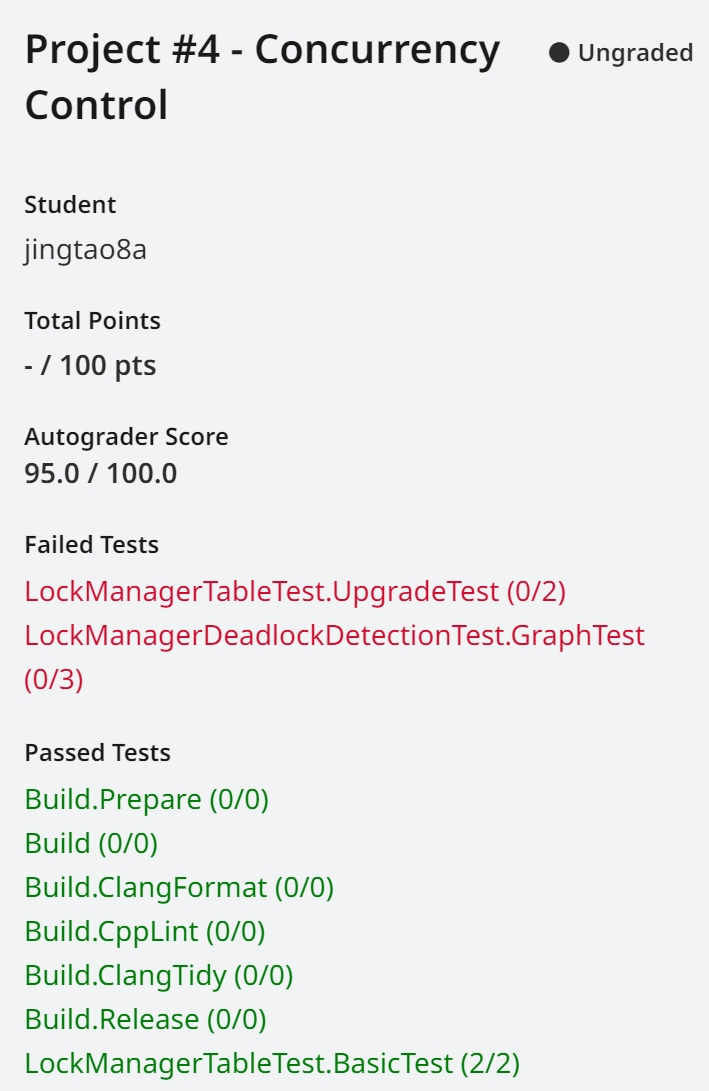 Project #4 - Concurrency
Control
Ungraded
Student
jingtao8a
Total Points
- / 100 pts
Autograder Score
95.0 / 100.0
Failed Tests
LockManagerTableTest.UpgradeTest (0/2)
LockManagerDeadlockDetectionTest.GraphTest
(0/3)
Passed Tests
Build.Prepare (0/0)
Build (0/0)
Build.ClangFormat (0/0)
Build.CppLint (0/0)
Build.ClangTidy (0/0)
Build.Release (0/0)
LockManagerTableTest.BasicTest (2/2)